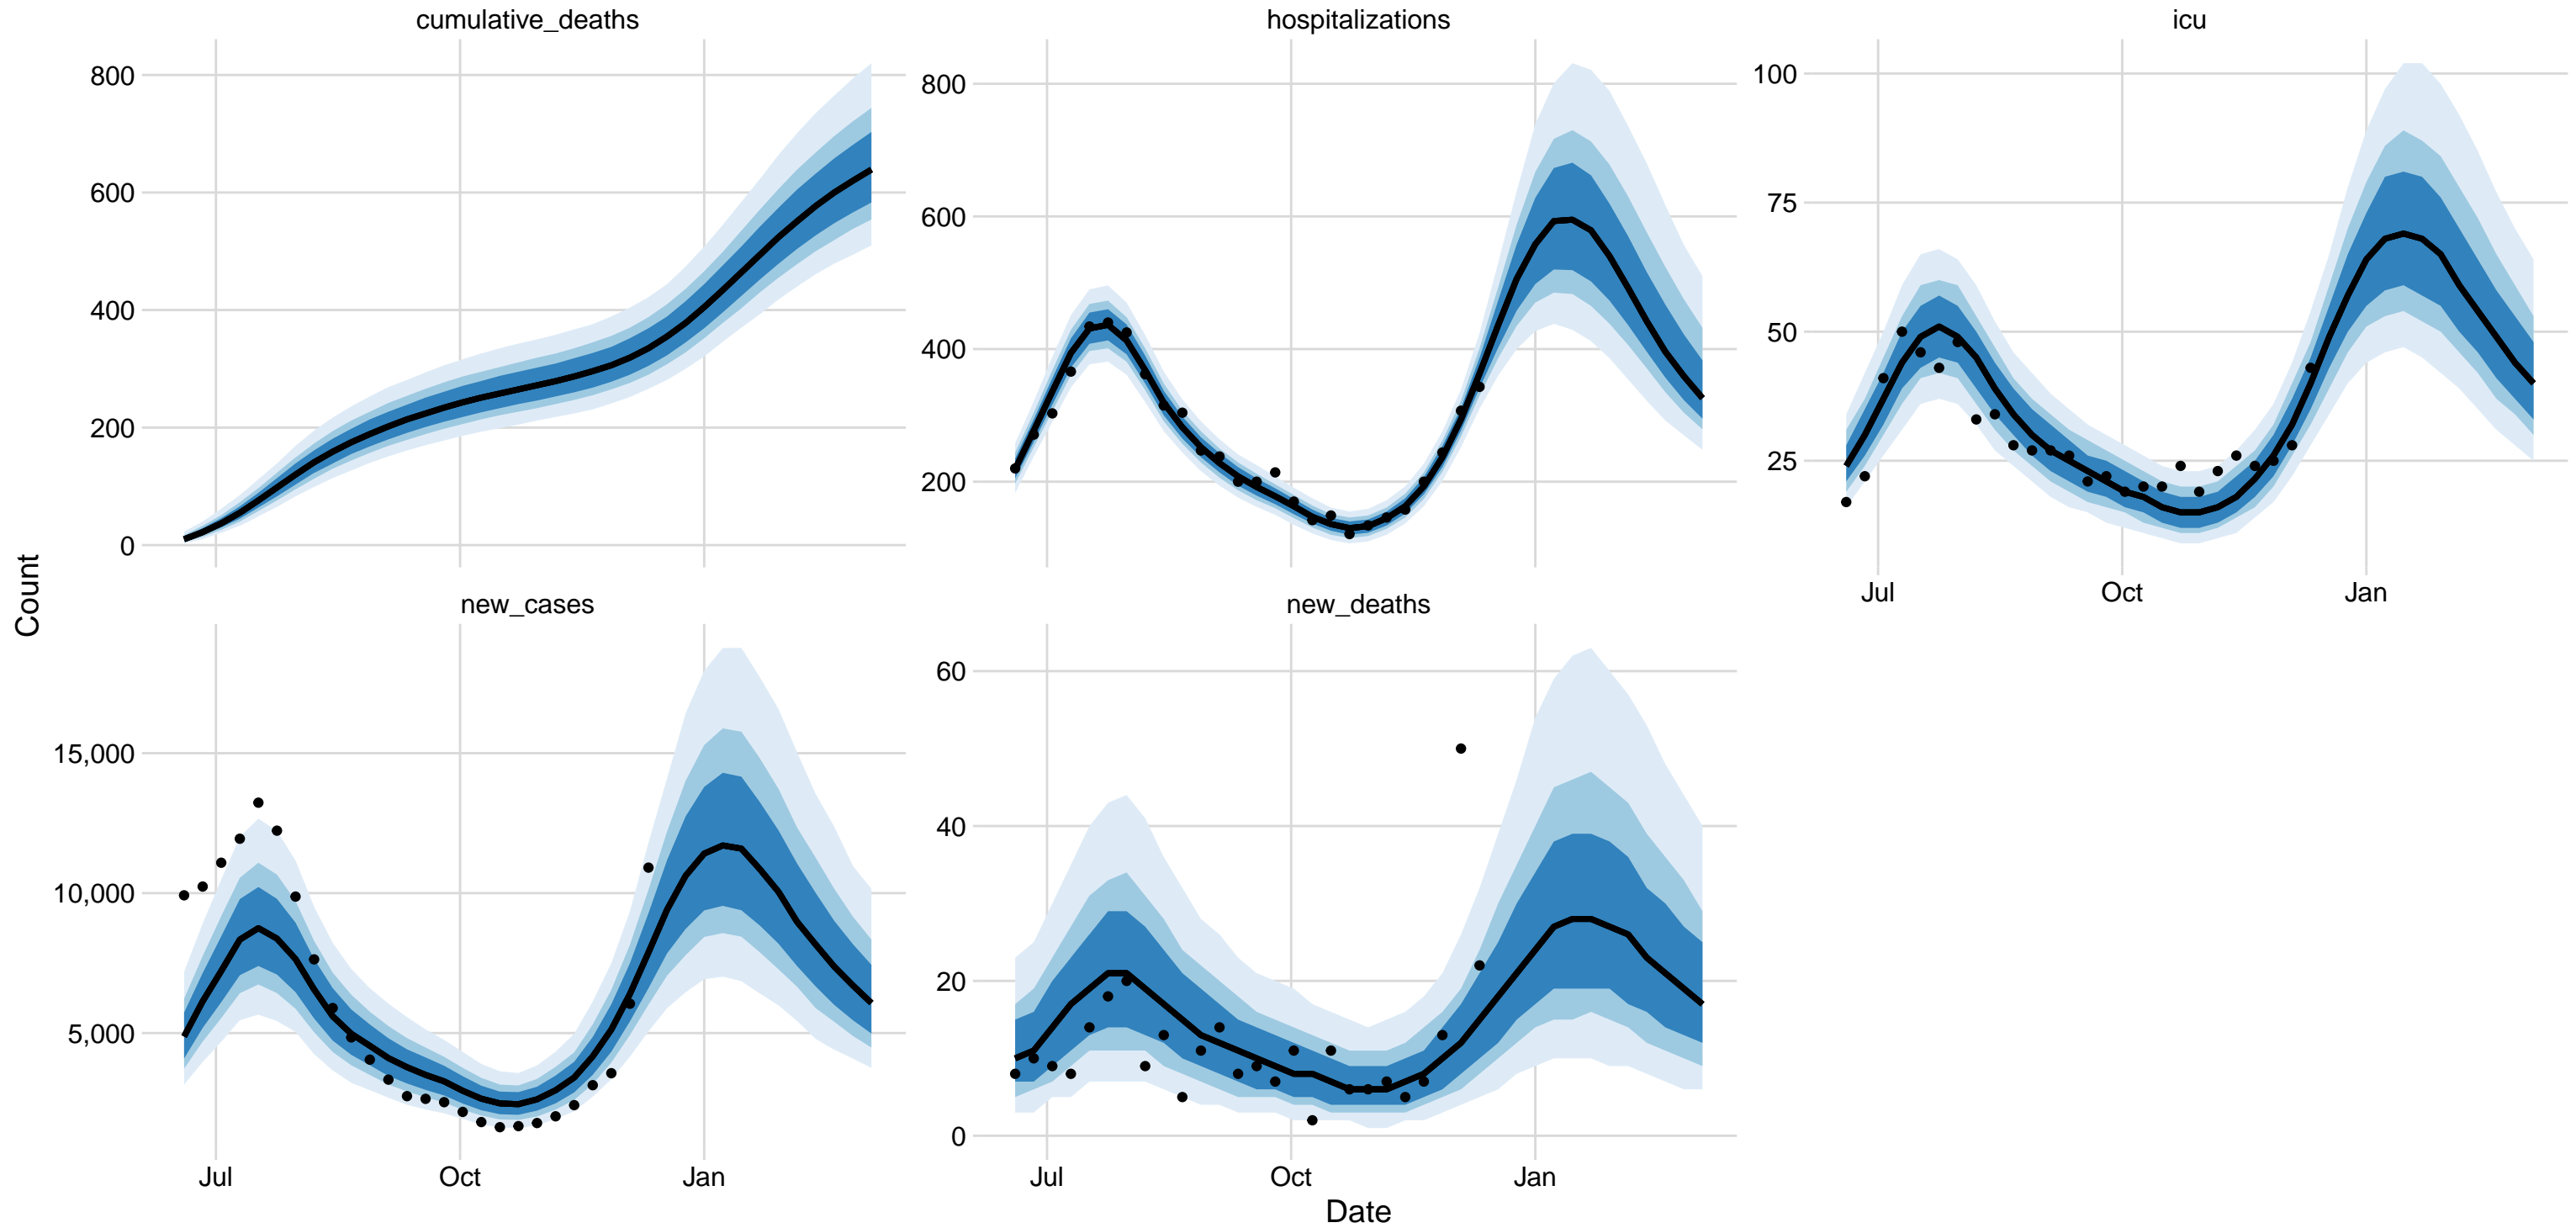 cumulative_deaths
hospitalizations
icu
800
600
400
200
0
800
600
400
200
100
75
50
25
Jul
Oct
Jan
Count
new_cases
new_deaths
15,000
10,000
5,000
60
40
20
0
Jul
Oct
Jan
Jul
Oct
Jan
Date